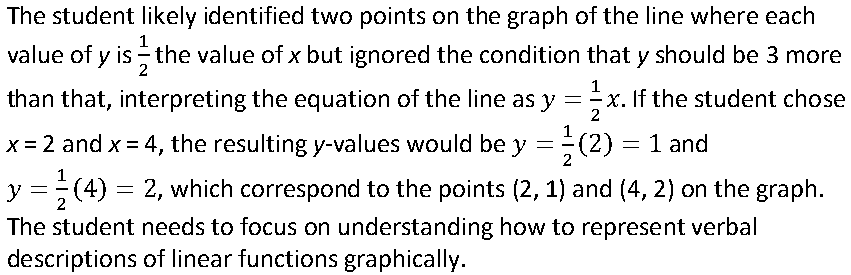 The student likely identified two points on the graph of the line where each
value of y is 1/2 the value of x but ignored the condition that y should be 3 more
than that, interpreting the equation of the line as y = 1/2 x. If the student chose
x = 2 and x = 4, the resulting y-values would be y = 1/2 (2) = 1 and
y = 1/2 (4) = 2, which correspond to the points (2, 1) and (4, 2) on the graph.
The student needs to focus on understanding how to represent verbal
descriptions of linear functions graphically.